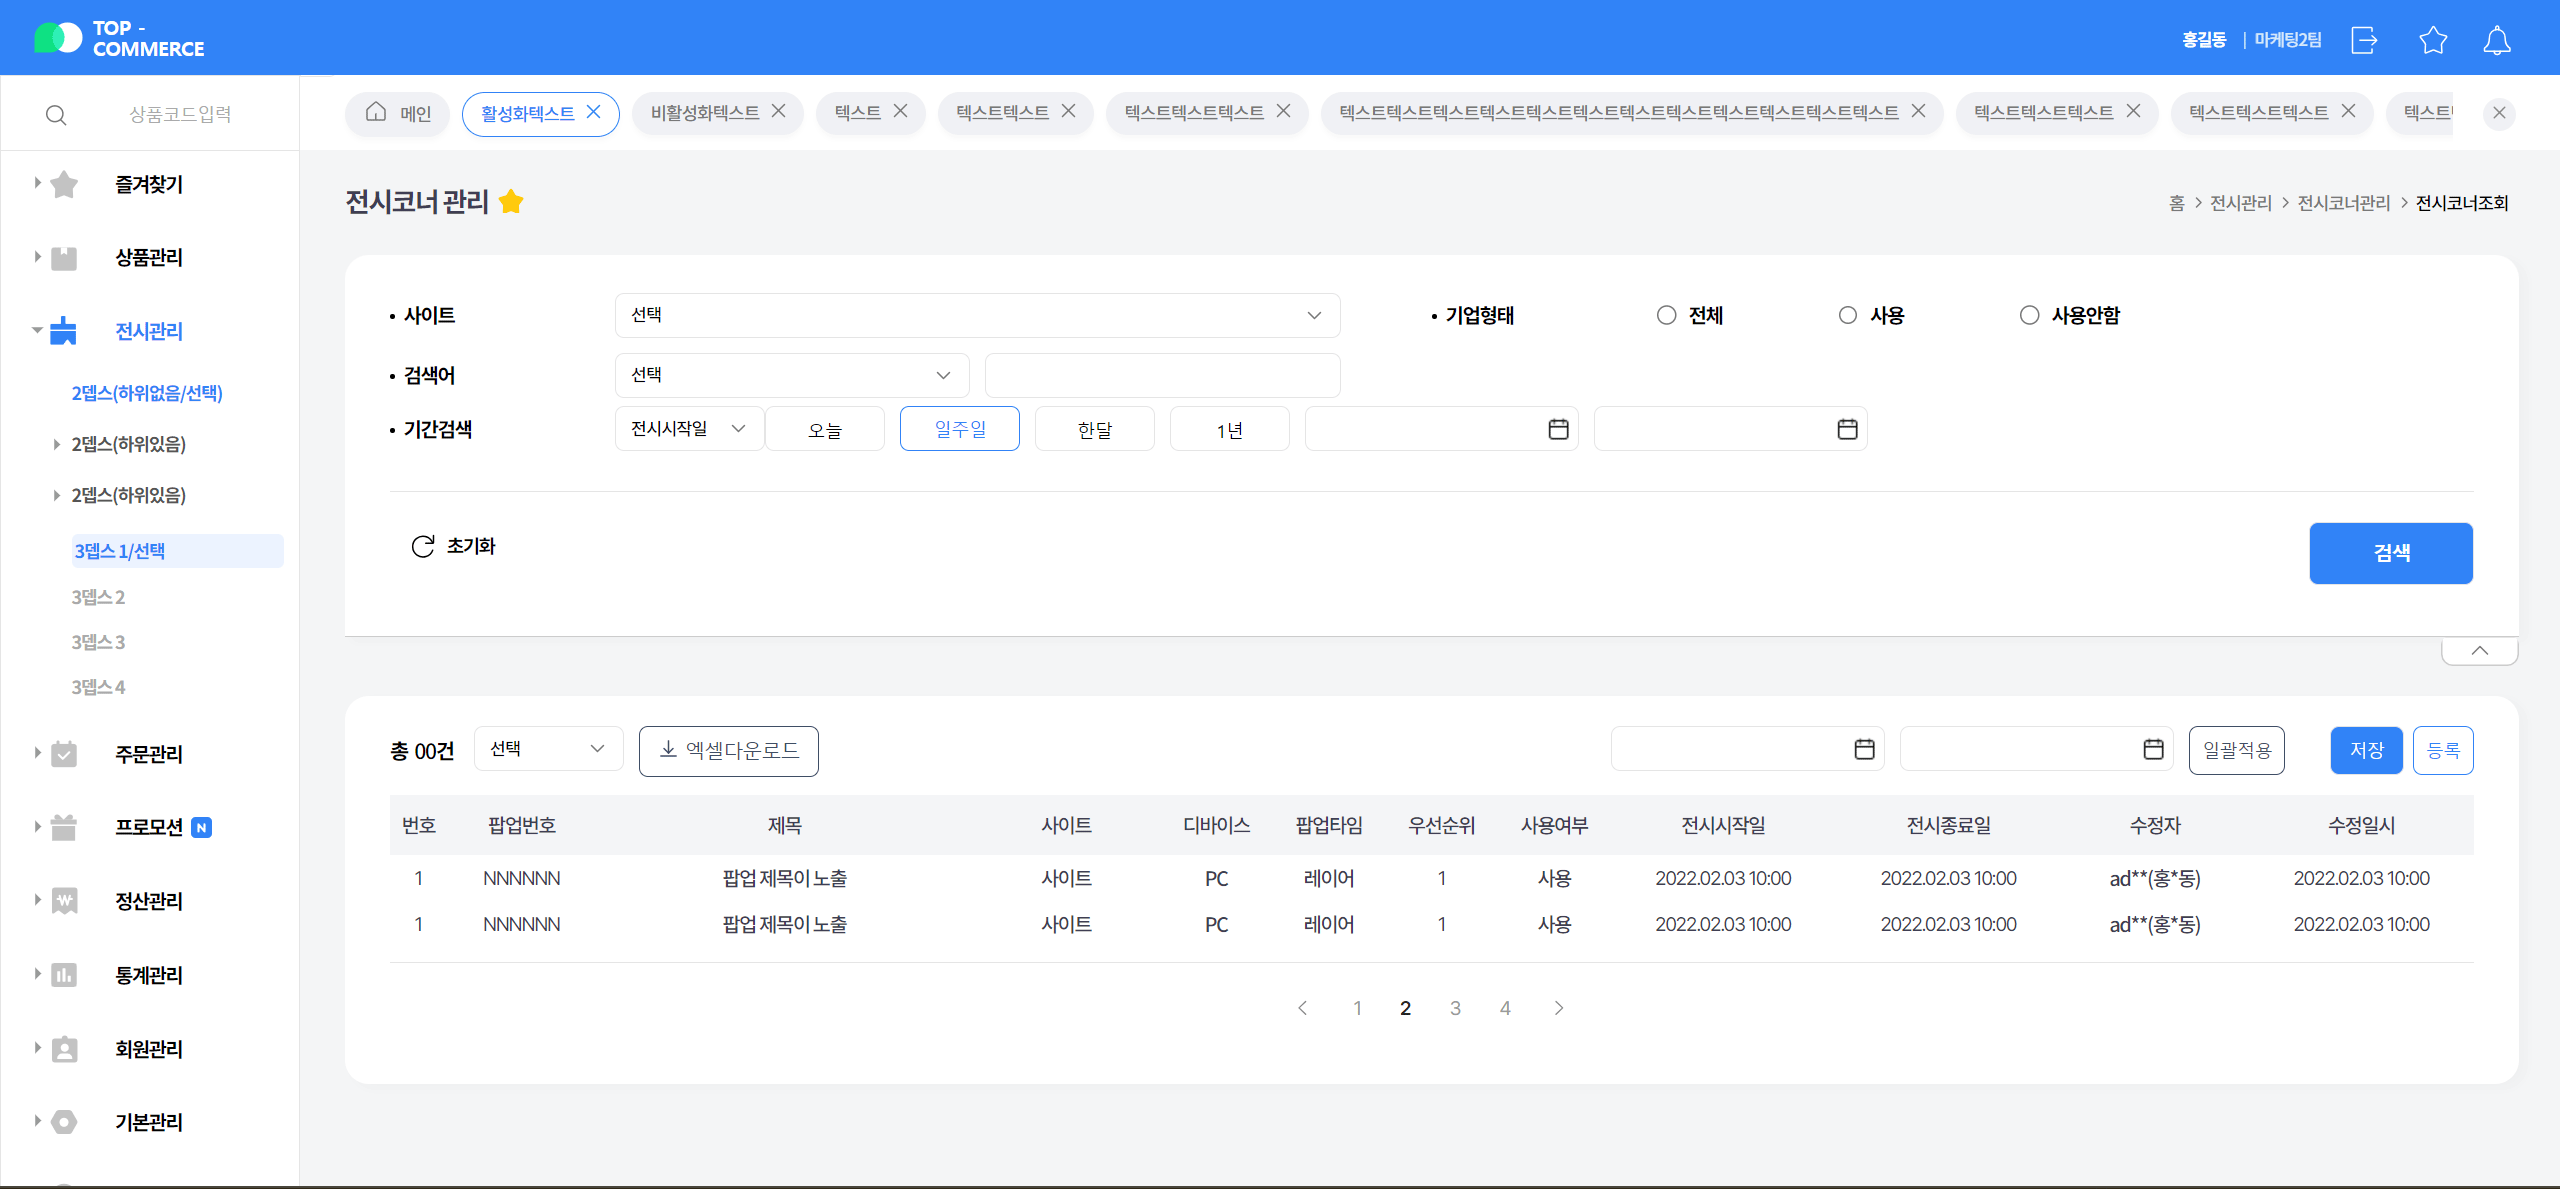 TOP -
COMMERCE
홍길동 | 마케팅2팀
상품코드입력
메인 활성화텍스트 비활성화텍스트 텍스트 텍스트텍스트 텍스트텍스트텍스트 텍스트텍스트텍스트텍스트텍스트텍스트텍스트텍스트텍스트텍스트텍스트텍스트 텍스트텍스트텍스트 텍스트텍스트텍스트 텍스트
즐겨찾기
상품관리
전시관리
2뎁스(하위없음/선택)
2뎁스(하위있음)
2뎁스(하위있음)
3뎁스 1/선택
3뎁스 2
3뎁스 3
3뎁스 4
주문관리
프로모션 N
정산관리
통계관리
회원관리
기본관리
전시코너 관리
홈 > 전시관리 > 전시코너관리 > 전시코너조회
• 사이트 선택 • 기업형태 전체 사용 사용안함
• 검색어 선택
• 기간검색 전시시작일 오늘 일주일 한달 1년
초기화 검색
총 00건 선택 엑셀다운로드 일괄적용 저장 등록
번호 팝업번호 제목 사이트 디바이스 팝업타임 우선순위 사용여부 전시시작일 전시종료일 수정자 수정일시
1 NNNNNN 팝업 제목이 노출 사이트 PC 레이어 1 사용 2022.02.03 10:00 2022.02.03 10:00 ad**(홍*동) 2022.02.03 10:00
1 NNNNNN 팝업 제목이 노출 사이트 PC 레이어 1 사용 2022.02.03 10:00 2022.02.03 10:00 ad**(홍*동) 2022.02.03 10:00
< 1 2 3 4 >